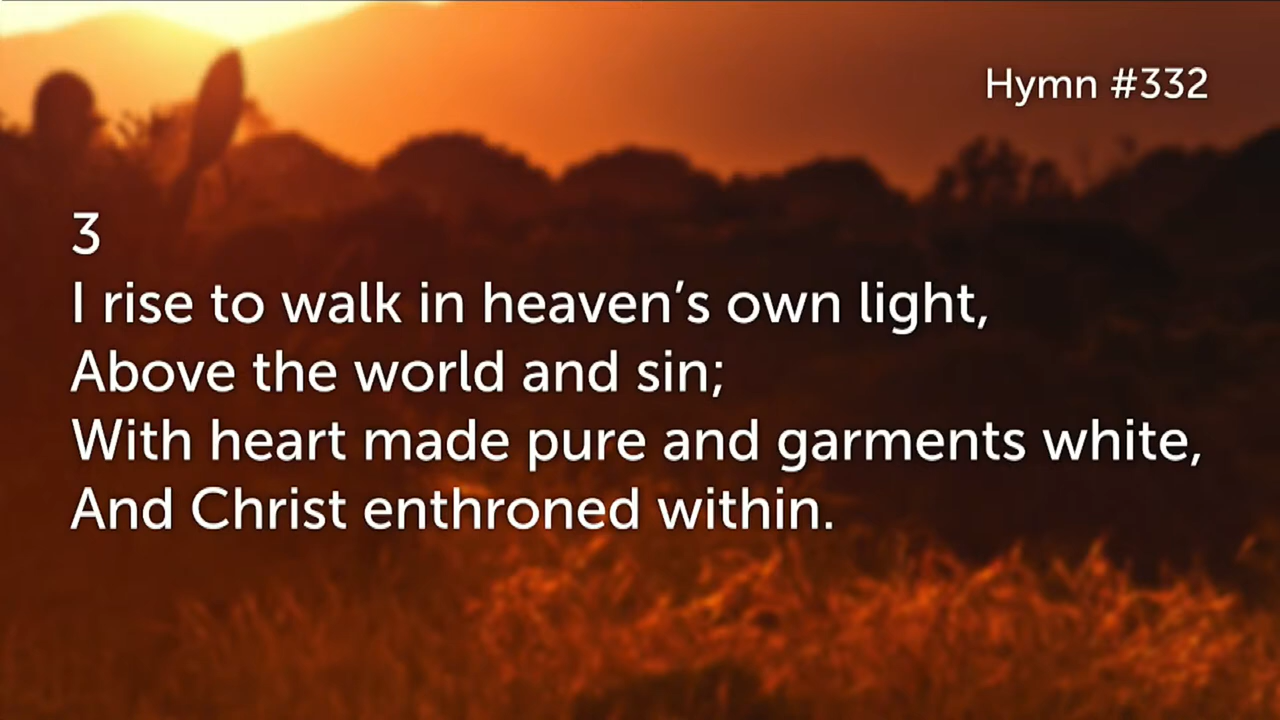 Hymn #332
3
I rise to walk in heaven’s own light,
Above the world and sin;
With heart made pure and garments white,
And Christ enthroned within.